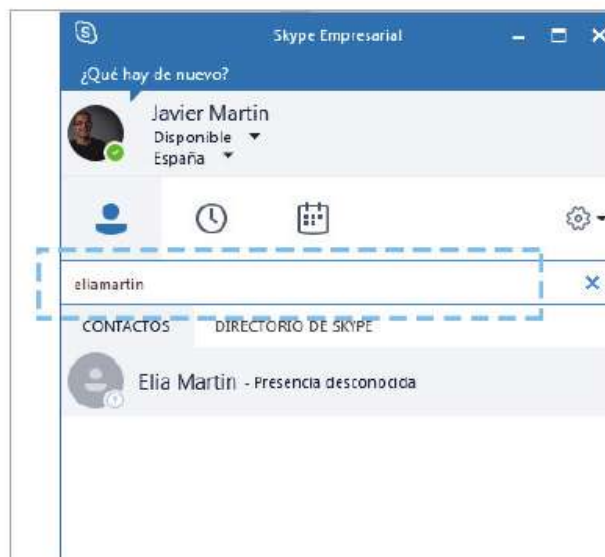 Skype Empresarial
¿Qué hay de nuevo?
Javier Martin
Disponible
España
eliamartin
CONTACTOS DIRECTORIO DE SKYPE
Elia Martin - Presencia desconocida